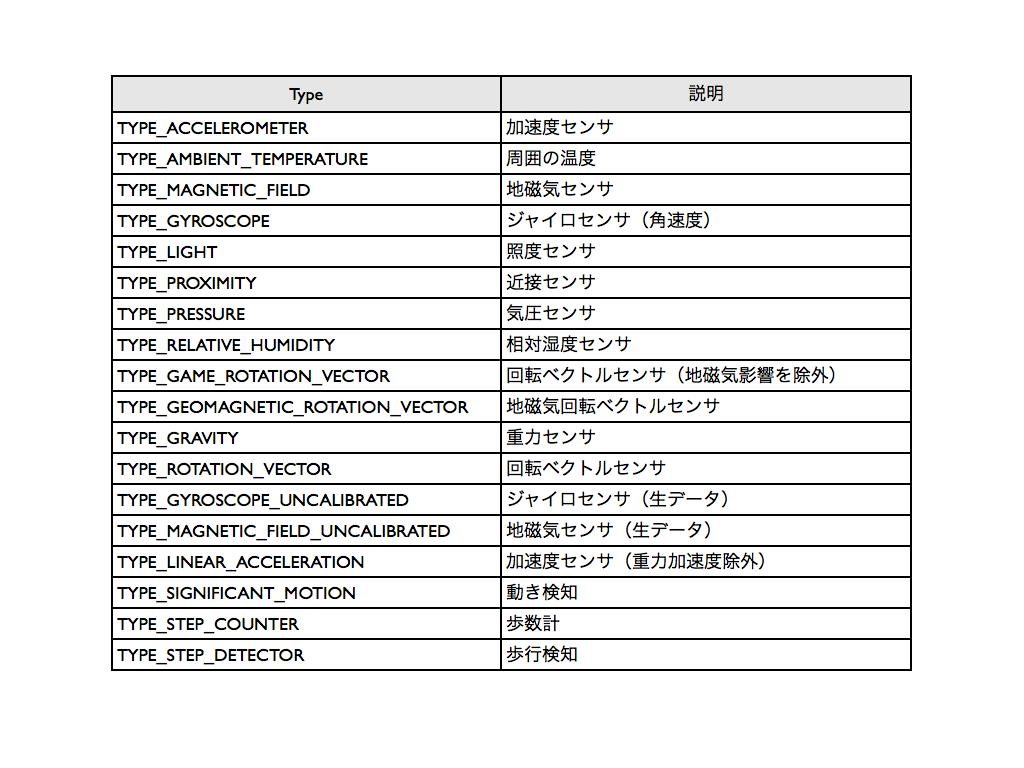 Type 説明
TYPE_ACCELEROMETER 加速度センサ
TYPE_AMBIENT_TEMPERATURE 周囲の温度
TYPE_MAGNETIC_FIELD 地磁気センサ
TYPE_GYROSCOPE ジャイロセンサ（角速度）
TYPE_LIGHT 照度センサ
TYPE_PROXIMITY 近接センサ
TYPE_PRESSURE 気圧センサ
TYPE_RELATIVE_HUMIDITY 相対湿度センサ
TYPE_GAME_ROTATION_VECTOR 回転ベクトルセンサ（地磁気影響を除外）
TYPE_GEOMAGNETIC_ROTATION_VECTOR 地磁気回転ベクトルセンサ
TYPE_GRAVITY 重力センサ
TYPE_ROTATION_VECTOR 回転ベクトルセンサ
TYPE_GYROSCOPE_UNCALIBRATED ジャイロセンサ（生データ）
TYPE_MAGNETIC_FIELD_UNCALIBRATED 地磁気センサ（生データ）
TYPE_LINEAR_ACCELERATION 加速度センサ（重力加速度除外）
TYPE_SIGNIFICANT_MOTION 動き検知
TYPE_STEP_COUNTER 歩数計
TYPE_STEP_DETECTOR 歩行検知